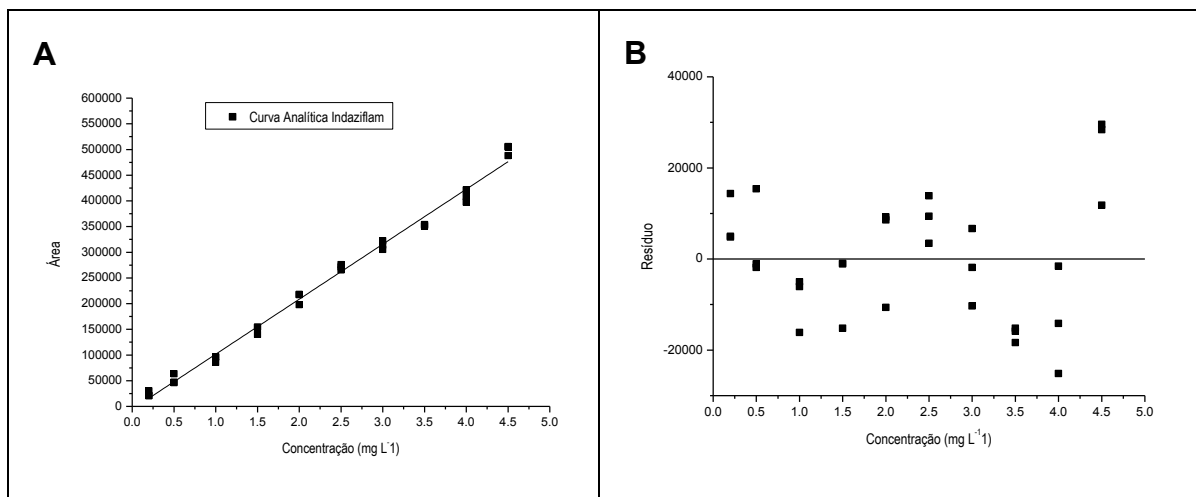 A
Área
600000
550000
500000
450000
400000
350000
300000
250000
200000
150000
100000
50000
0
Curva Analítica Indaziflam
0.0 0.5 1.0 1.5 2.0 2.5 3.0 3.5 4.0 4.5 5.0
Concentração (mg L-1)
B
Resíduo
40000
20000
0
-20000
0.0 0.5 1.0 1.5 2.0 2.5 3.0 3.5 4.0 4.5 5.0
Concentração (mg L-11)